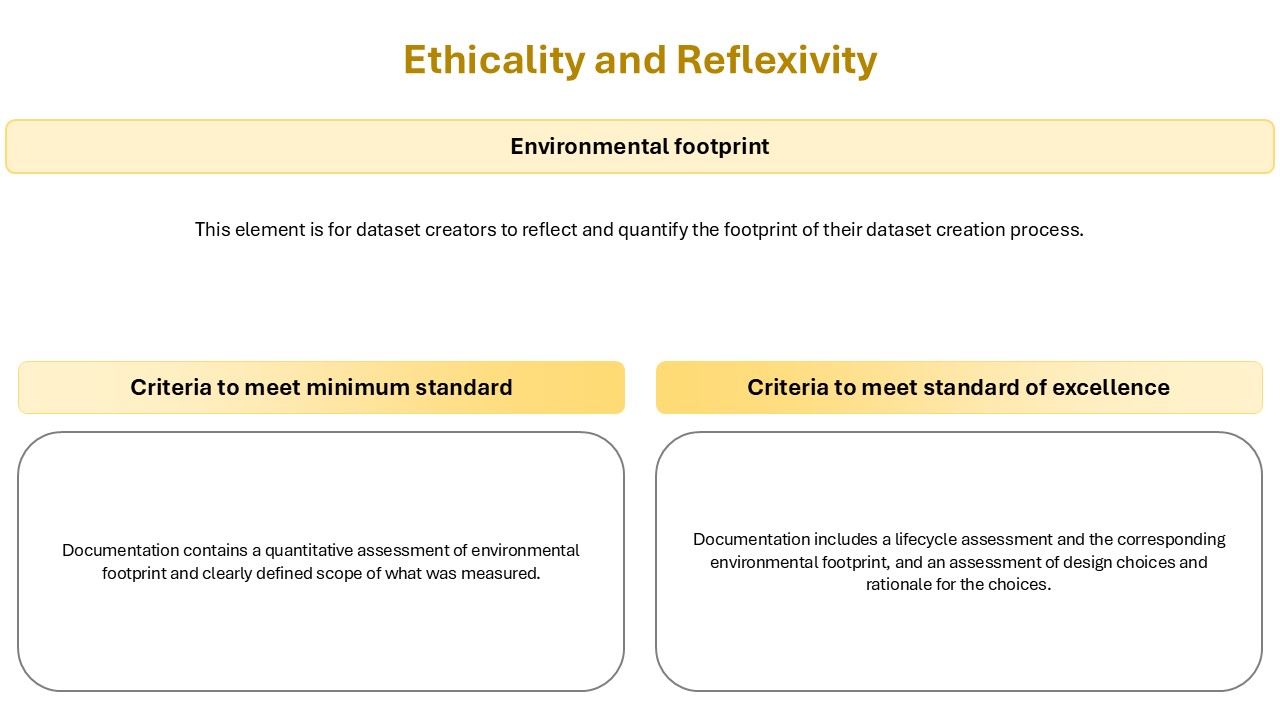 Ethicality and Reflexivity
Environmental footprint
This element is for dataset creators to reflect and quantify the footprint of their dataset creation process.
Criteria to meet minimum standard
Documentation contains a quantitative assessment of environmental
footprint and clearly defined scope of what was measured.
Criteria to meet standard of excellence
Documentation includes a lifecycle assessment and the corresponding
environmental footprint, and an assessment of design choices and
rationale for the choices.